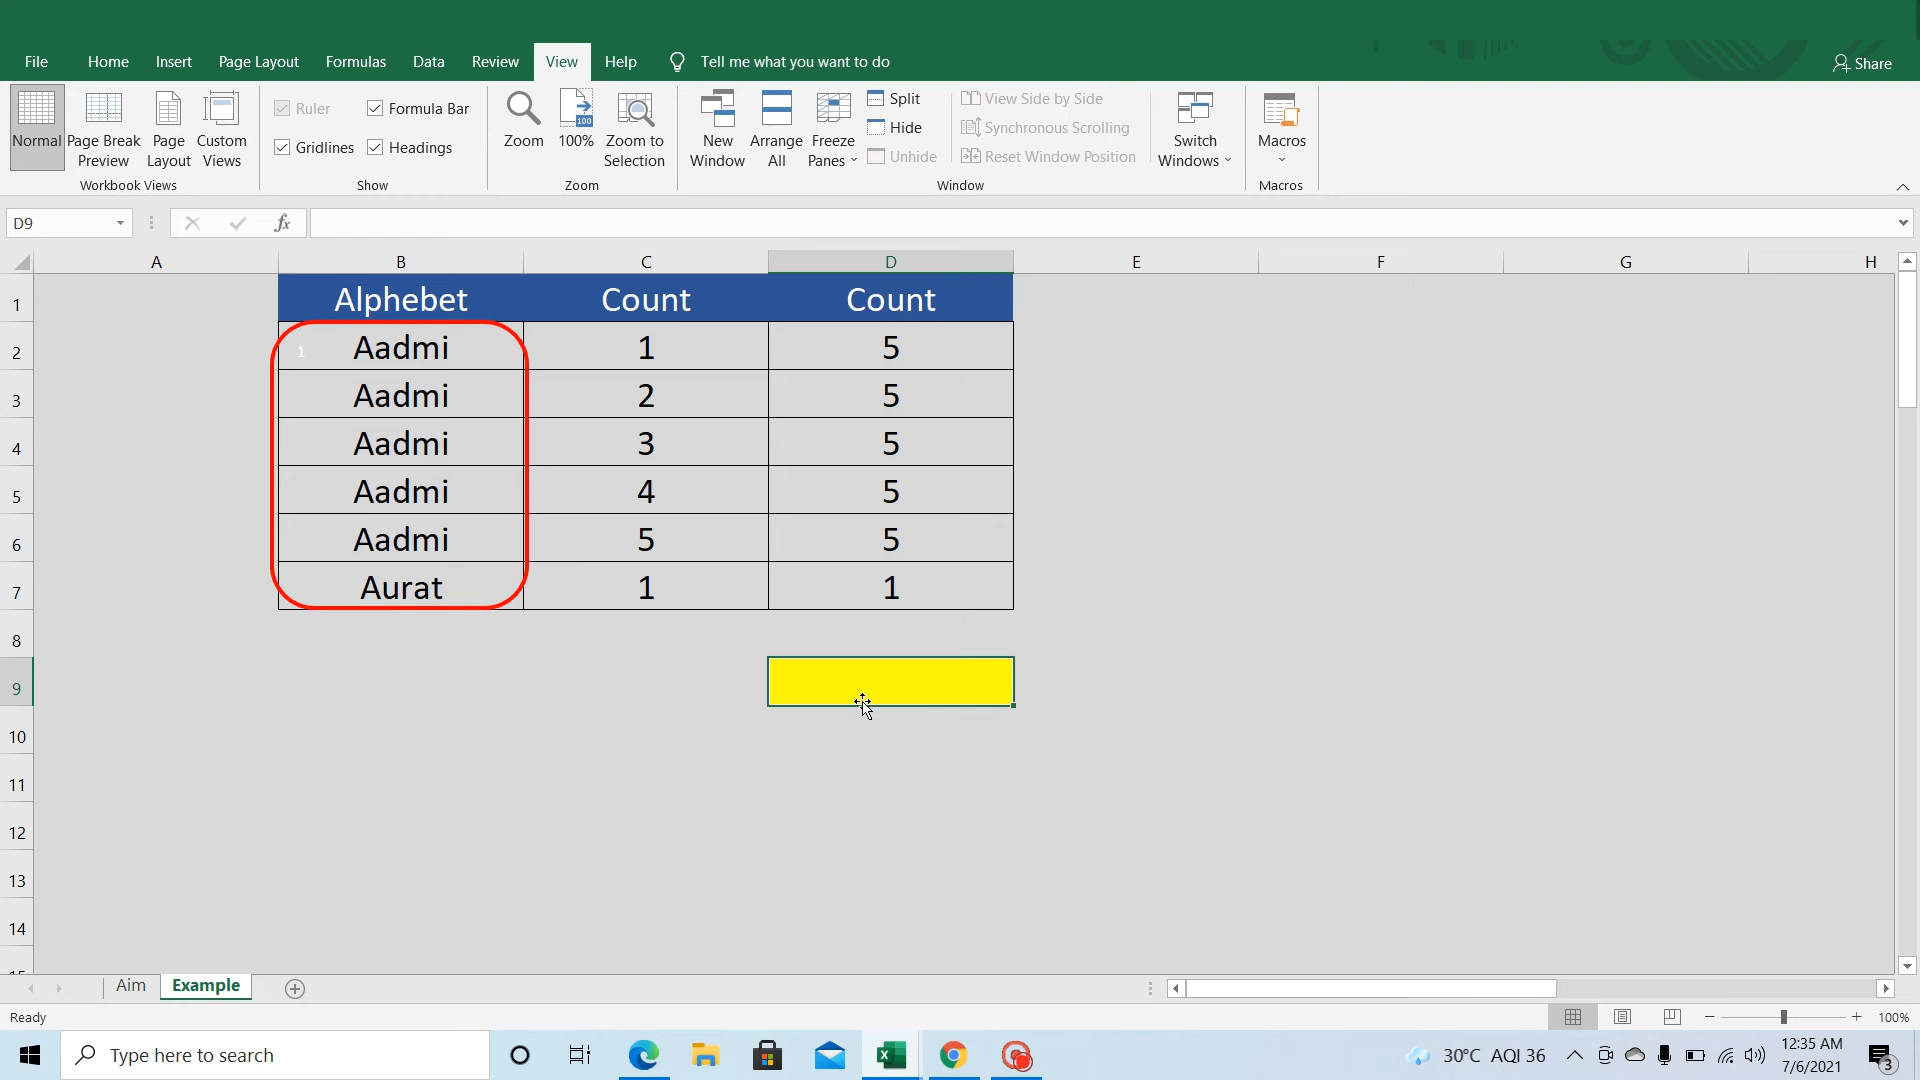 File Home Insert Page Layout Formulas Data Review View Help Tell me what you want to do Share
Normal Page Break Preview Page Layout Custom Views
Workbook Views
Ruler Formula Bar
Gridlines Headings
Show
Zoom 100% Zoom to Selection
100
Zoom
New Window Arrange All Freeze Panes
Split
Hide
Unhide
View Side by Side
Synchronous Scrolling
Reset Window Position
Switch Windows
Window
Macros
Macros
D9 fx
A B C D E F G H
1 Alphebet Count Count
2 1 Aadmi 1 5
3 Aadmi 2 5
4 Aadmi 3 5
5 Aadmi 4 5
6 Aadmi 5 5
7 Aurat 1 1
8
9
10
11
12
13
14
15
Aim Example
Ready 100%
Type here to search 30°C AQI 36 12:35 AM
7/6/2021 3